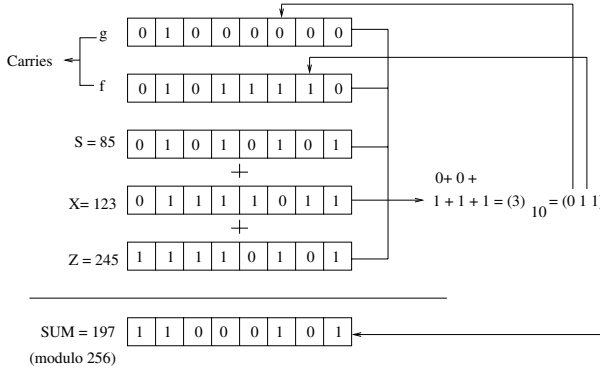 g 0 1 0 0 0 0 0 0
Carries
f 0 1 0 1 1 1 1 0
S = 85 0 1 0 1 0 1 0 1
+
0+ 0 +
X= 123 0 1 1 1 1 0 1 1
1 + 1 + 1 = (3) 10 = (0 1 1)
+
Z = 245 1 1 1 1 0 1 0 1
SUM = 197 1 1 0 0 0 1 0 1
(modulo 256)